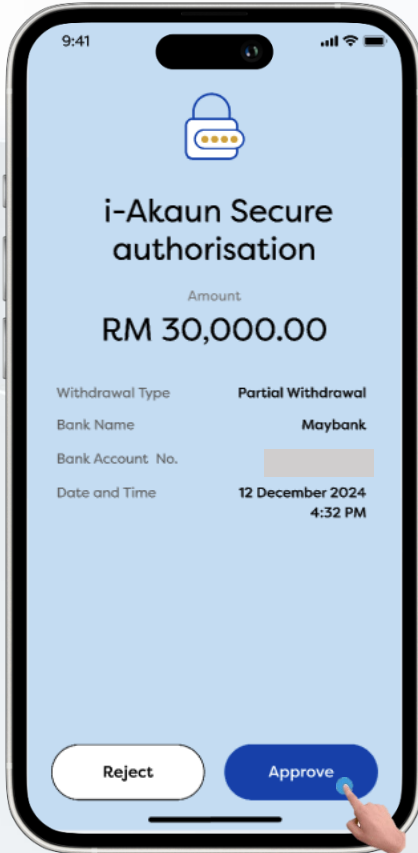 9:41
i-Akaun Secure
authorisation
Amount
RM 30,000.00
Withdrawal Type Partial Withdrawal
Bank Name Maybank
Bank Account No.
Date and Time 12 December 2024
4:32 PM
Reject Approve